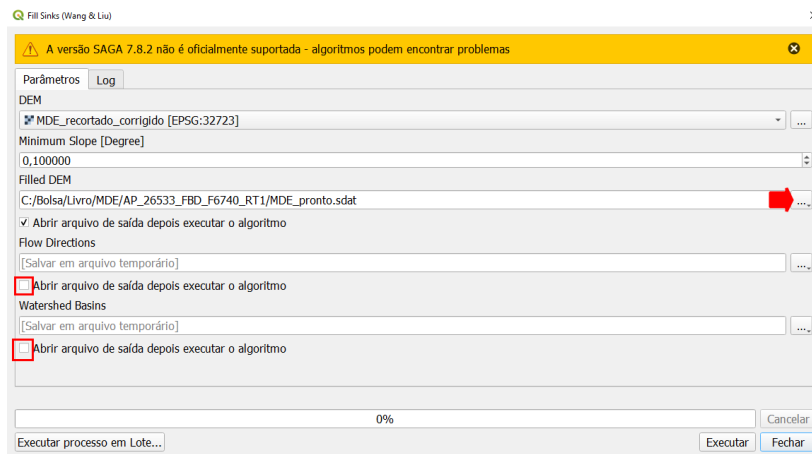 Fill Sinks (Wang & Liu)
A versão SAGA 7.8.2 não é oficialmente suportada - algoritmos podem encontrar problemas
Parâmetros Log
DEM
MDE_recortado_corrigido [EPSG:32723]
...
Minimum Slope [Degree]
0,100000
Filled DEM
C:/Bolsa/Livro/MDE/AP_26533_FBD_F6740_RT1/MDE_pronto.sdat
...
Abrir arquivo de saída depois executar o algoritmo
Flow Directions
[Salvar em arquivo temporário]
...
Abrir arquivo de saída depois executar o algoritmo
Watershed Basins
[Salvar em arquivo temporário]
...
Abrir arquivo de saída depois executar o algoritmo
0%
Cancelar
Executar processo em Lote...
Executar
Fechar